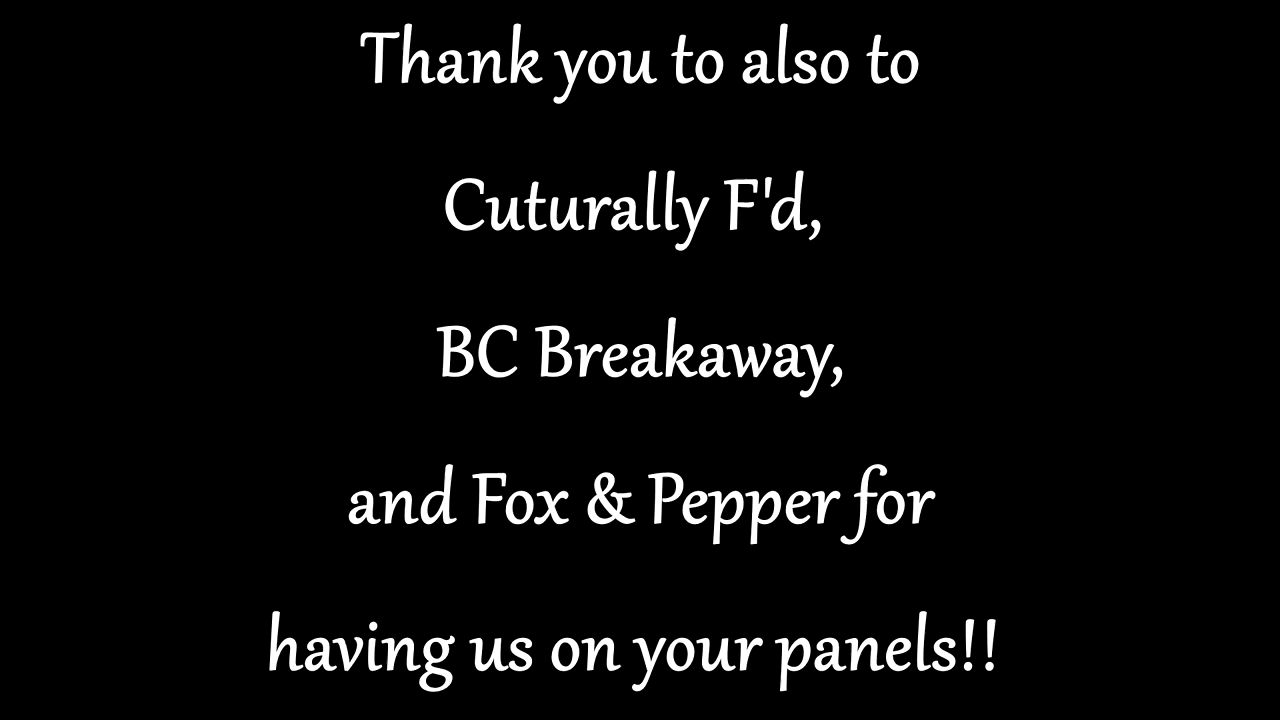 Thank you to also to
Cuturally F'd,
BC Breakaway,
and Fox & Pepper for
having us on your panels!!